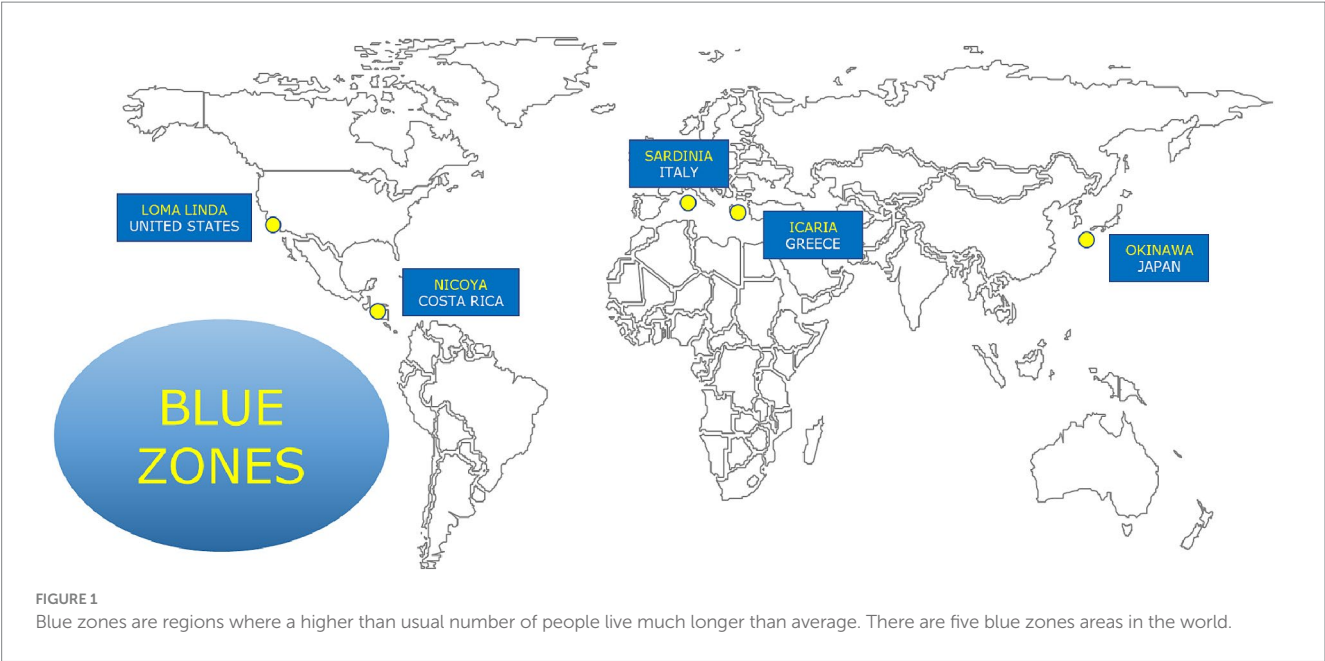 SARDINIA
ITALY
LOMA LINDA
UNITED STATES
ICARIA
GREECE
OKINAWA
JAPAN
NICOYA
COSTA RICA
BLUE
ZONES
FIGURE 1
Blue zones are regions where a higher than usual number of people live much longer than average. There are five blue zones areas in the world.